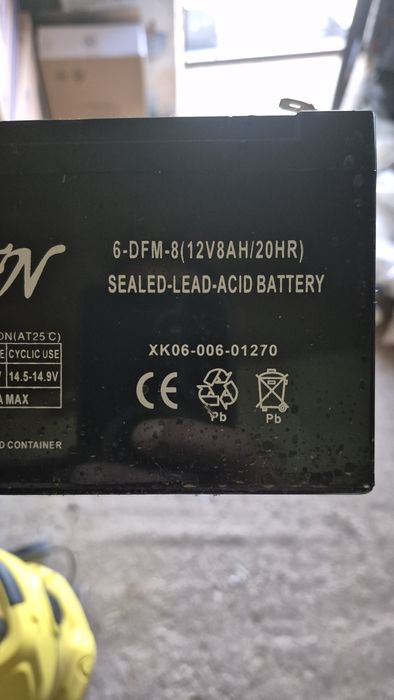 6-DFM-8(12V8AH/20HR)
SEALED-LEAD-ACID BATTERY
ON(AT25℃)
CYCLIC USE
14.5-14.9V
MAX
XK06-006-01270
CE
Pb
Pb
CONTAINER